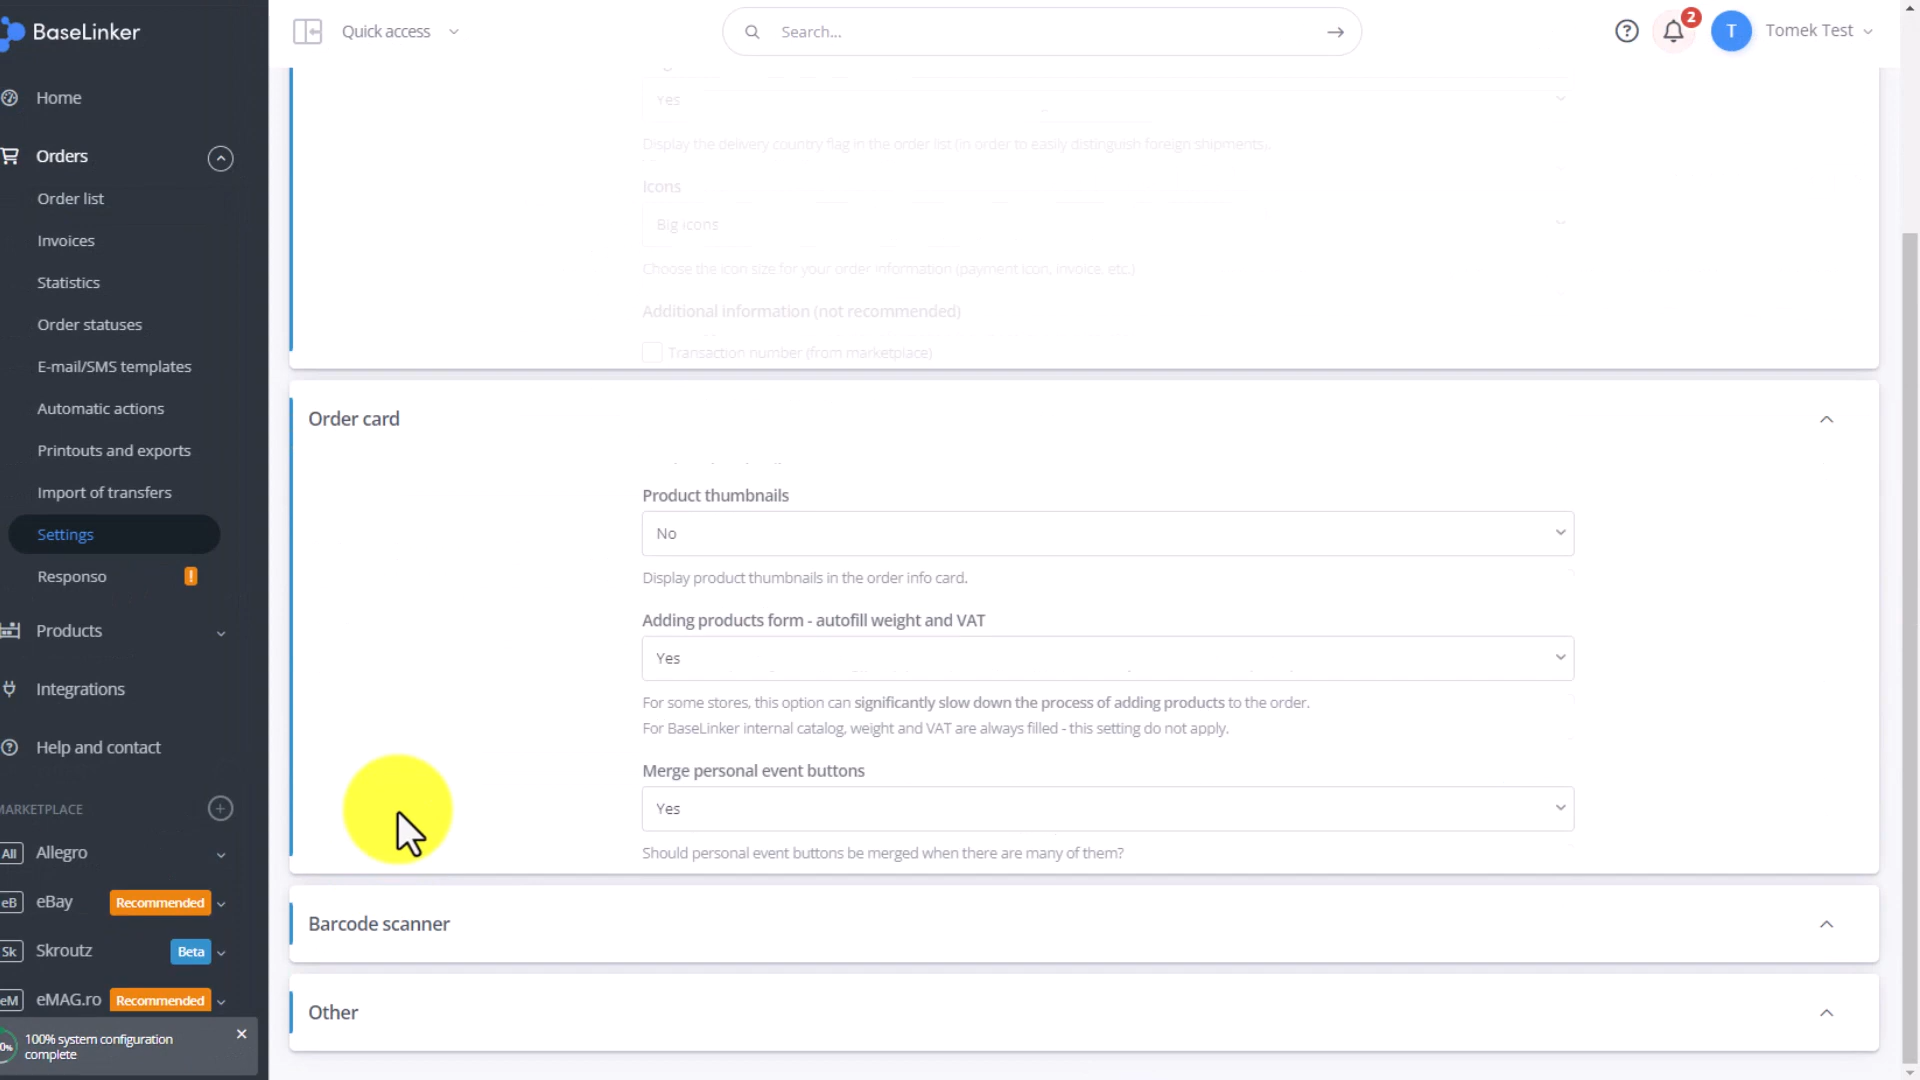 BaseLinker
Quick access
Search...
2
T
Tomek Test
Home
Orders
Order list
Invoices
Statistics
Order statuses
E-mail/SMS templates
Automatic actions
Printouts and exports
Import of transfers
Settings
Responso
!
Products
Integrations
Help and contact
MARKETPLACE
All
Allegro
eB
eBay
Recommended
Sk
Skroutz
Beta
eM
eMAG.ro
Recommended
100% system configuration
complete
Yes
Display the delivery country flag in the order list (in order to easily distinguish foreign shipments).
Icons
Big icons
Choose the icon size for your order information (payment icon, invoice, etc.)
Additional information (not recommended)
Transaction number (from marketplace)
Order card
Product thumbnails
No
Display product thumbnails in the order info card.
Adding products form - autofill weight and VAT
Yes
For some stores, this option can significantly slow down the process of adding products to the order.
For BaseLinker internal catalog, weight and VAT are always filled - this setting do not apply.
Merge personal event buttons
Yes
Should personal event buttons be merged when there are many of them?
Barcode scanner
Other